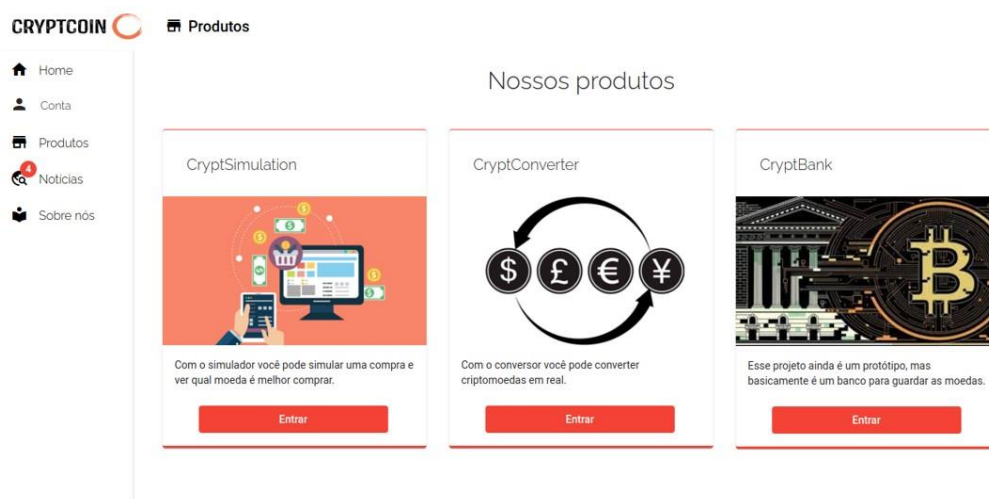 CRYPTCOIN
Produtos
Home
Conta
Produtos
4
Notícias
Sobre nós
Nossos produtos
CryptSimulation
Com o simulador você pode simular uma compra e
ver qual moeda é melhor comprar.
Entrar
CryptConverter
$ £ € ¥
Com o conversor você pode converter
criptomoedas em real.
Entrar
CryptBank
Esse projeto ainda é um protótipo, mas
basicamente é um banco para guardar as moedas.
Entrar